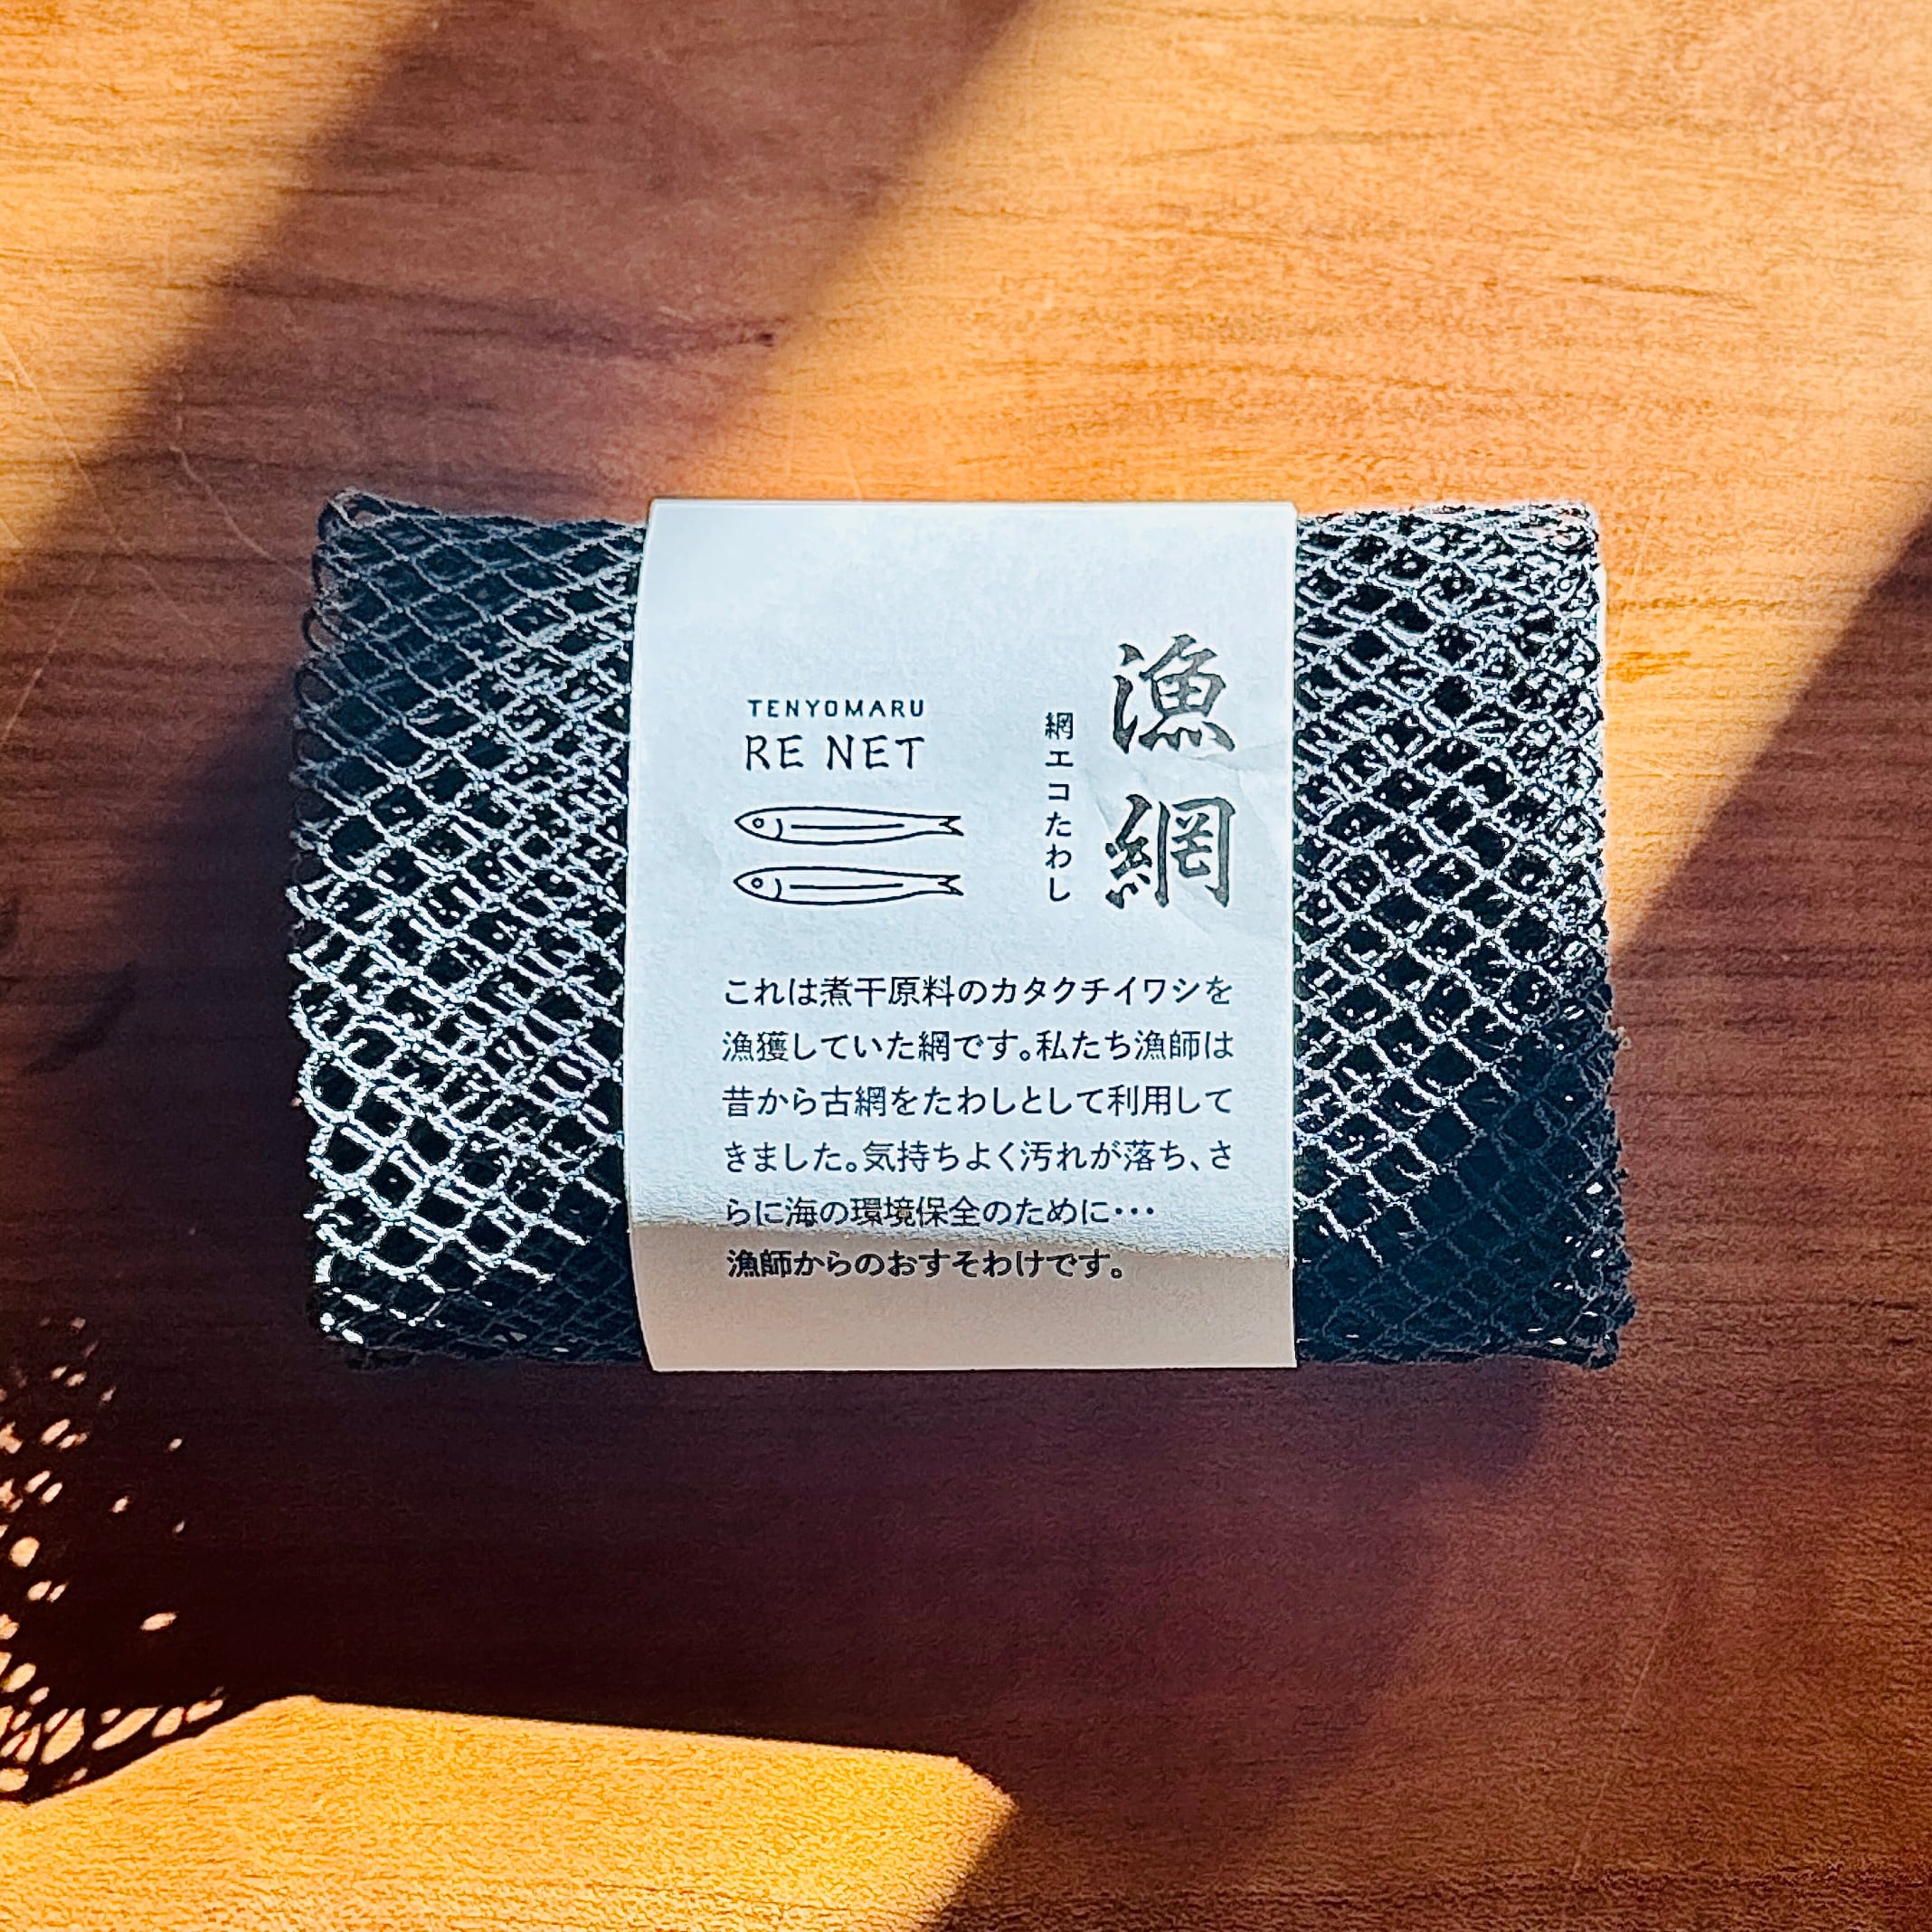 漁網
網エコたわし
TENYOMARU
RE NET
これは煮干原料のカタクチイワシを
漁獲していた網です。私たち漁師は
昔から古網をたわしとして利用して
きました。気持ちよく汚れが落ち、さ
らに海の環境保全のために・・・
漁師からのおすそわけです。